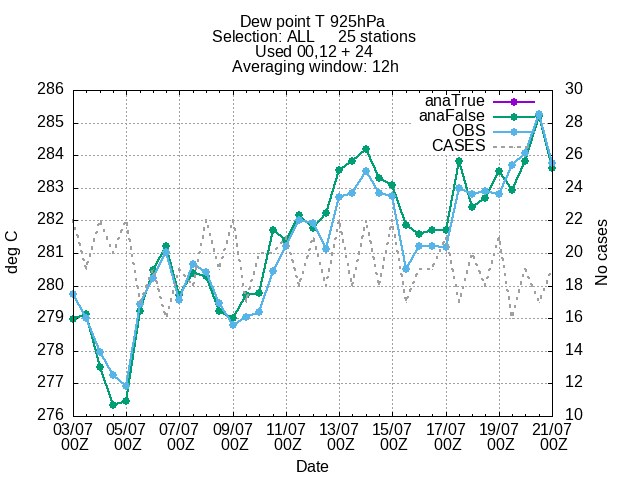 Dew point T 925hPa
Selection: ALL     25 stations
Used 00,12 + 24
Averaging window: 12h
anaTrue
anaFalse
OBS
CASES
286
285
284
283
282
281
280
279
278
277
276
deg C
30
28
26
24
22
20
18
16
14
12
10
No cases
03/07 05/07 07/07 09/07 11/07 13/07 15/07 17/07 19/07 21/07
00Z 00Z 00Z 00Z 00Z 00Z 00Z 00Z 00Z 00Z
Date